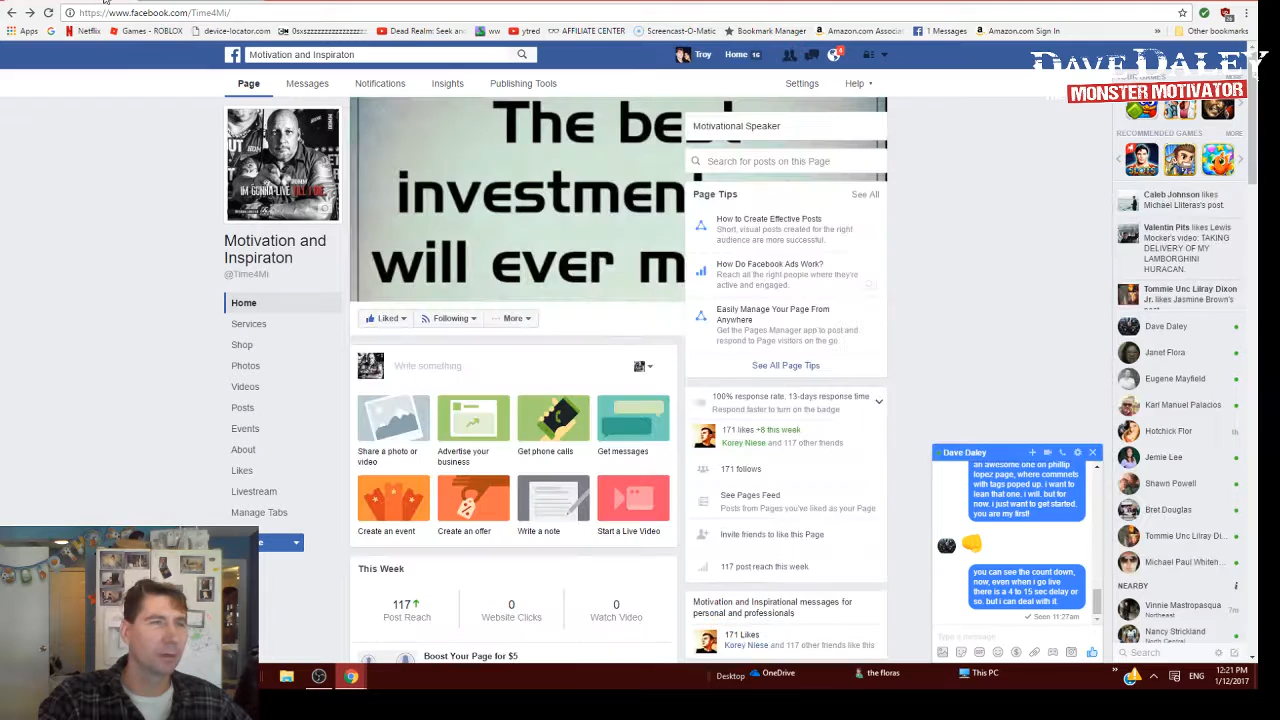 https://www.facebook.com/Time4Mi/
Apps G Netflix Games - ROBLOX device-locator.com Dead Realm: Seek an ww ytred AFFILIATE CENTER Screencast-O-Matic Bookmark Manager Amazon.com Associa 1 Messages Amazon.com Sign In Other bookmarks
Motivation and Inspiraton Troy Home 16
DAVE DALEY
MONSTER MOTIVATOR
Page Messages Notifications Insights Publishing Tools Settings Help
RECOMMENDED GAMES MORE
IM GONNA LIVE TILL I DIE
Motivation and
Inspiraton
@Time4Mi
Home
Services
Shop
Photos
Videos
Posts
Events
About
Likes
Livestream
Manage Tabs
The be
investmen
will ever m
Liked Following More
Write something
Share a photo or
video
Advertise your
business
Get phone calls
Get messages
Create an event
Create an offer
Write a note
Start a Live Video
This Week
117
Post Reach
0
Website Clicks
0
Watch Video
Boost Your Page for $5
Motivational Speaker
Search for posts on this Page
Page Tips See All
How to Create Effective Posts
Short, visual posts created for the right
audience are more successful.
How Do Facebook Ads Work?
Reach all the right people where they're
active and engaged.
Easily Manage Your Page From
Anywhere
Get the Pages Manager app to post and
respond to Page visitors on the go.
See All Page Tips
100% response rate, 13-days response time
Respond faster to turn on the badge
171 likes +8 this week
Korey Niese and 117 other friends
171 follows
See Pages Feed
Posts from Pages you've liked as your Page
Invite friends to like this Page
117 post reach this week
Motivation and Inspirational messages for
personal and professionals
171 Likes
Korey Niese and 117 other friends like this
Caleb Johnson likes
Michael Lliteras's post.
Valentin Pits likes Lewis
Mocker's video: TAKING
DELIVERY OF MY
LAMBORGHINI
HURACAN.
Tommie Unc Lilray Dixon
Jr. likes Jasmine Brown's
Dave Daley
Janet Flora
Eugene Mayfield
Karl Manuel Palacios
Hotchick Flor 1h
Jemie Lee
Shawn Powell
Bret Douglas
Tommie Unc Lilray Di...
Michael Paul Whiten...
NEARBY
Vinnie Mastropasqua 7m
Northeast
Nancy Strickland
North Central
Search
Dave Daley
an awesome one on phillip
lopez page, where commnets
with tags poped up. i want to
lean that one. i will. but for
now. i just want to get started,
you are my first!
you can see the count down,
now, even when i go live
there is a 4 to 15 sec delay or
so. but i can deal with it.
Seen 11:27am
Type a message...
Desktop OneDrive the floras This PC
ENG
12:21 PM
1/12/2017